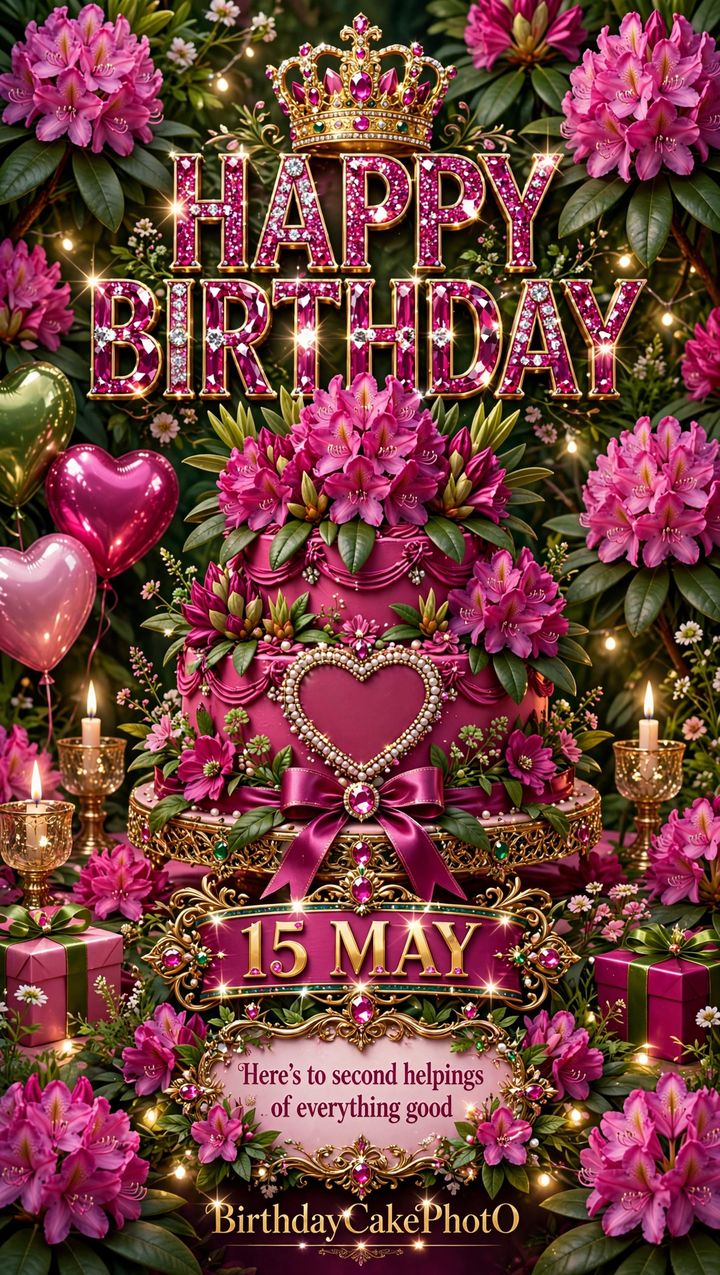 HAPPY
BIRTHDAY
15 MAY
Here's to second helpings
of everything good
BirthdayCakePhotO